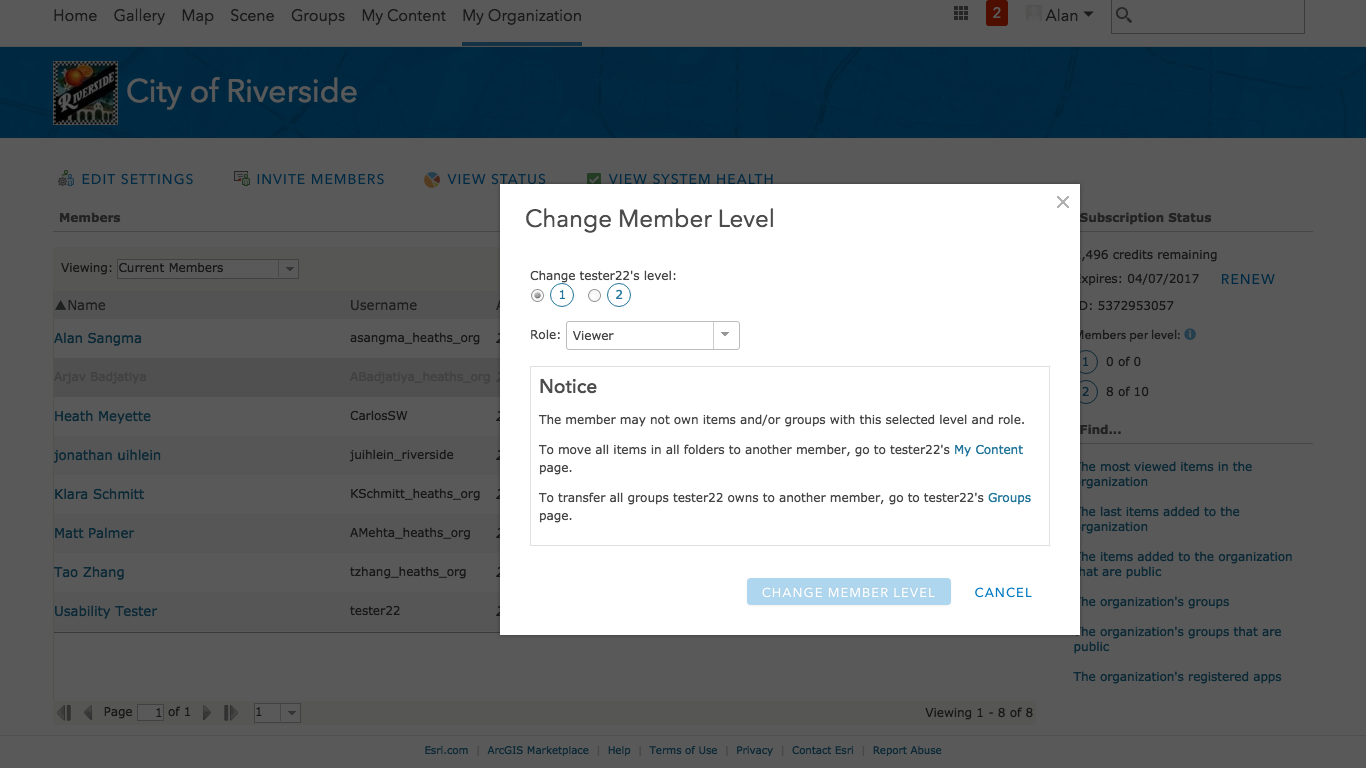 Home Gallery Map Scene Groups My Content My Organization 2 Alan
RIVERSIDE
City of Riverside
EDIT SETTINGS INVITE MEMBERS VIEW STATUS VIEW SYSTEM HEALTH
Members
Viewing: Current Members
Name Username
Alan Sangma asangma_heaths_org
Arjav Badjatiya ABadjatiya_heaths_org
Heath Meyette CarlosSW
jonathan uihlein juihlein_riverside
Klara Schmitt KSchmitt_heaths_org
Matt Palmer AMehta_heaths_org
Tao Zhang tzhang_heaths_org
Usability Tester tester22
Page 1 of 1 1 Viewing 1 - 8 of 8
Change Member Level
Change tester22's level:
1 2
Role: Viewer
Notice
The member may not own items and/or groups with this selected level and role.
To move all items in all folders to another member, go to tester22's My Content
page.
To transfer all groups tester22 owns to another member, go to tester22's Groups
page.
CHANGE MEMBER LEVEL CANCEL
Subscription Status
,496 credits remaining
xpires: 04/07/2017 RENEW
D: 5372953057
Members per level:
1 0 of 0
2 8 of 10
Find...
The most viewed items in the
organization
The last items added to the
organization
The items added to the organization
that are public
The organization's groups
The organization's groups that are
public
The organization's registered apps
Esri.com | ArcGIS Marketplace | Help | Terms of Use | Privacy | Contact Esri | Report Abuse